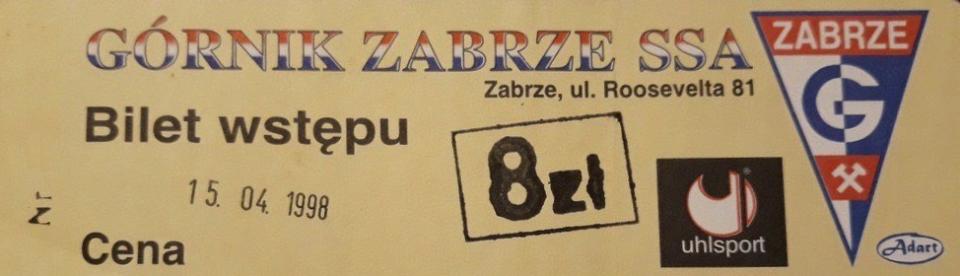 GÓRNIK ZABRZE SSA
Zabrze, ul. Roosevelta 81
ZABRZE
G
Bilet wstępu
8zł
15. 04. 1998
Nr
Cena
uhlsport
Adart